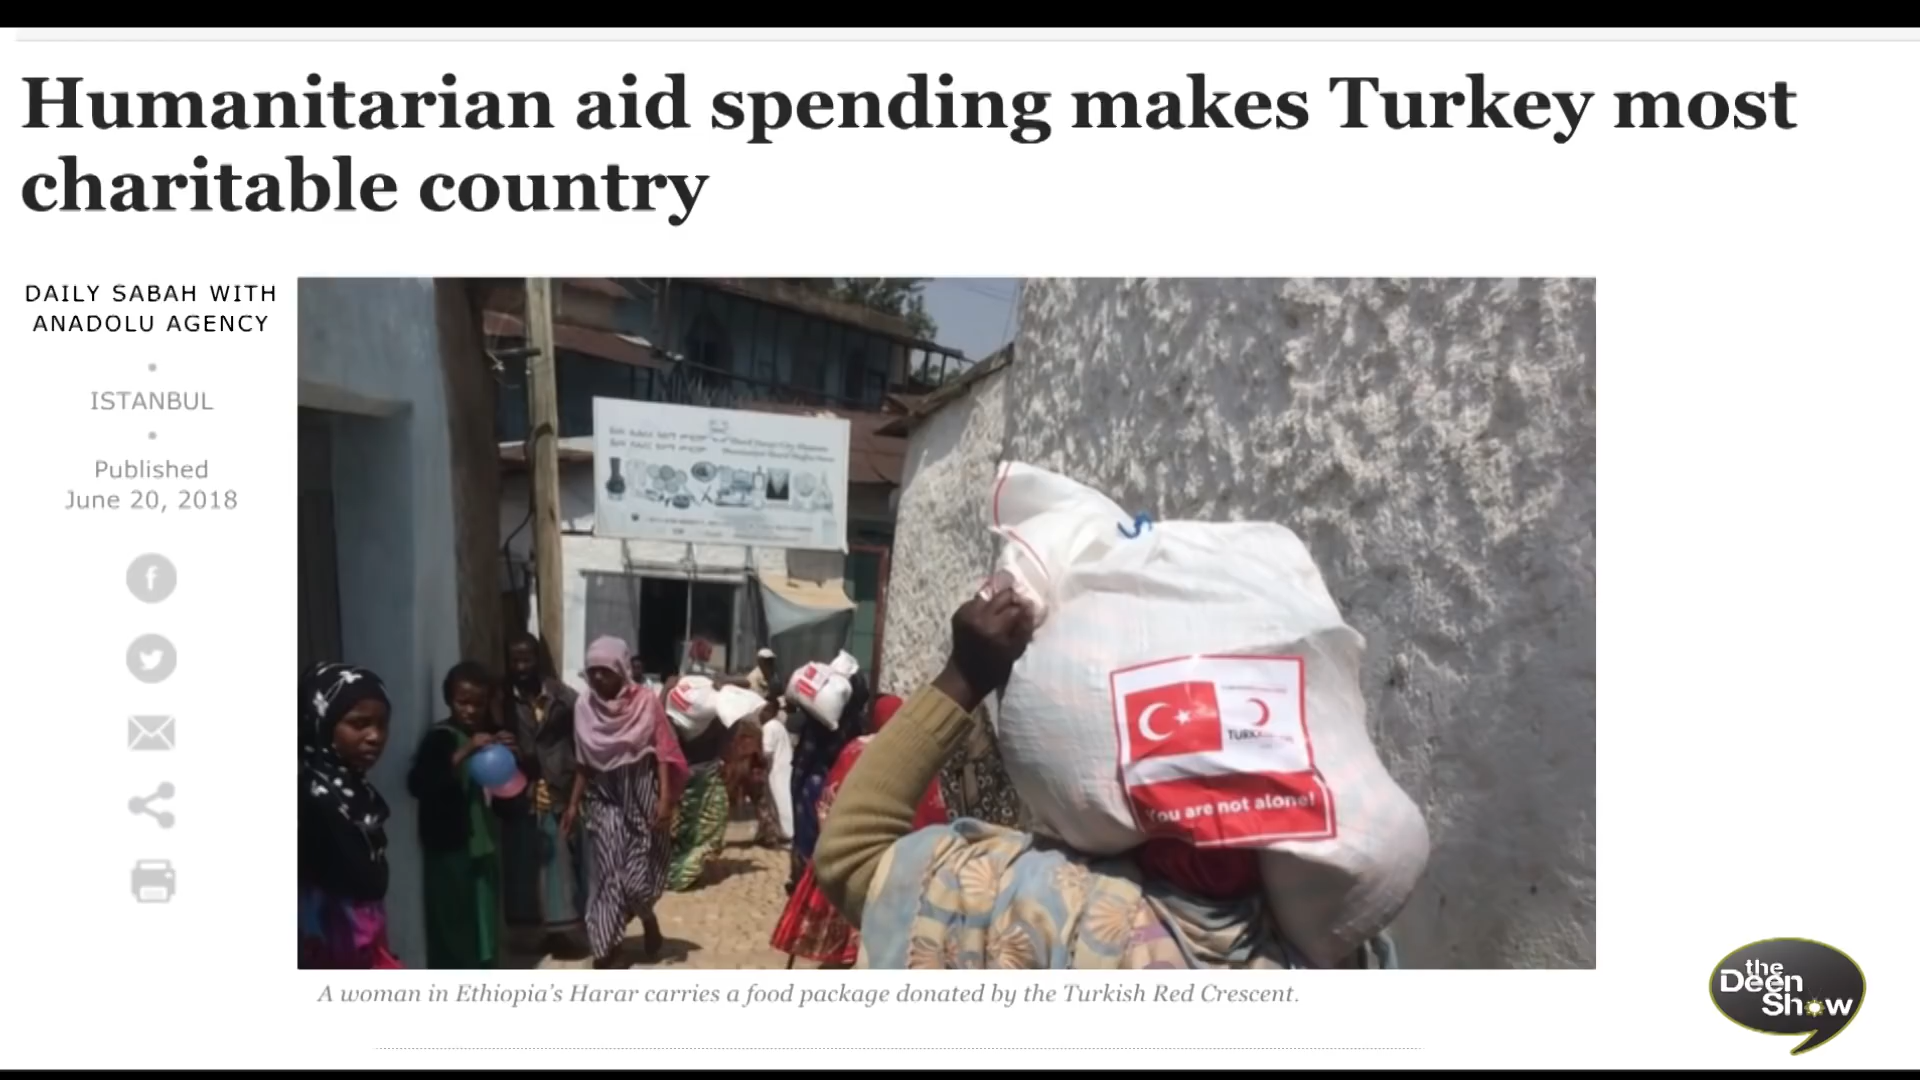 Humanitarian aid spending makes Turkey most
charitable country
DAILY SABAH WITH
ANADOLU AGENCY
ISTANBUL
Published
June 20, 2018
You are not alone!
A woman in Ethiopia's Harar carries a food package donated by the Turkish Red Crescent.
the
Deen
Show